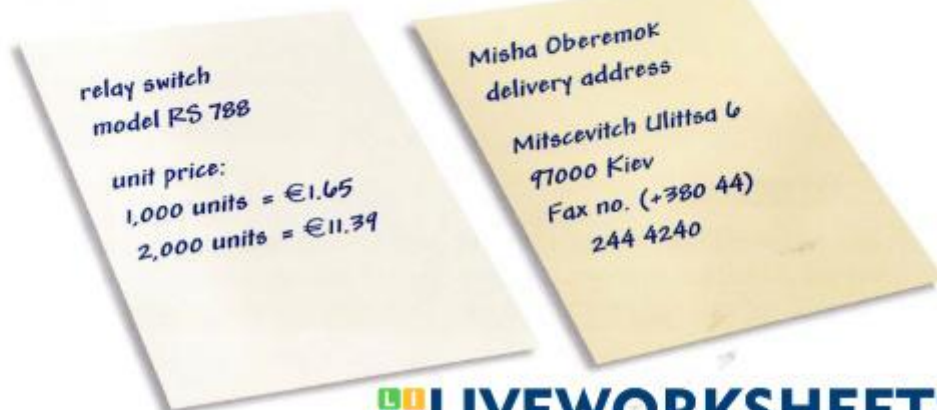 relay switch
model RS 788
unit price:
1,000 units = €1.65
2,000 units = €11.39
Misha Oberemok
delivery address
Mitscevitch Ulittsa 6
97000 Kiev
Fax no. (+380 44)
244 4240
LIVEWORKSHEET